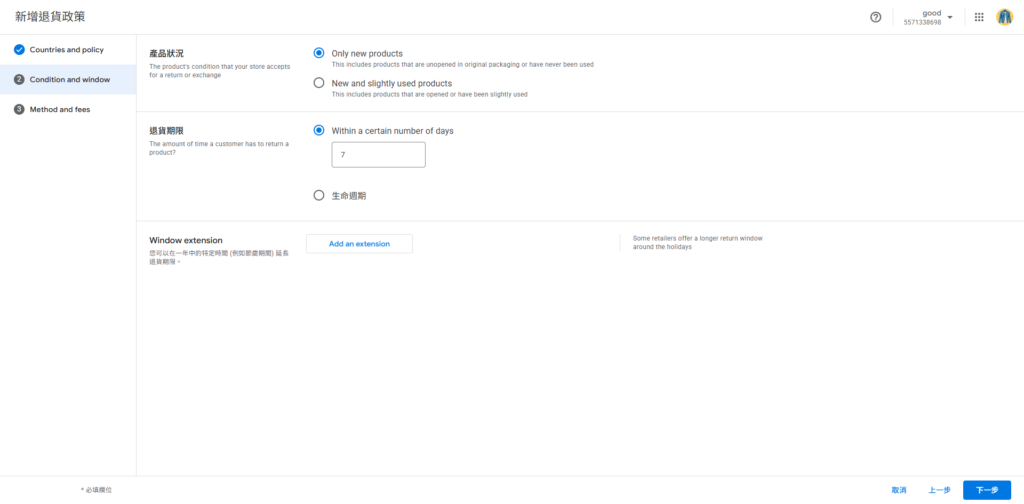 新增退貨政策
good
5571338698
Countries and policy
2 Condition and window
3 Method and fees
產品狀況
The product's condition that your store accepts
for a return or exchange
Only new products
This includes products that are unopened in original packaging or have never been used
New and slightly used products
This includes products that are opened or have been slightly used
退貨期限
The amount of time a customer has to return a
product?
Within a certain number of days
7
生命週期
Window extension
您可以在一年中的特定時間 (例如節慶期間) 延長
退貨期限。
Add an extension
Some retailers offer a longer return window
around the holidays
* 必填欄位
取消
上一步
下一步